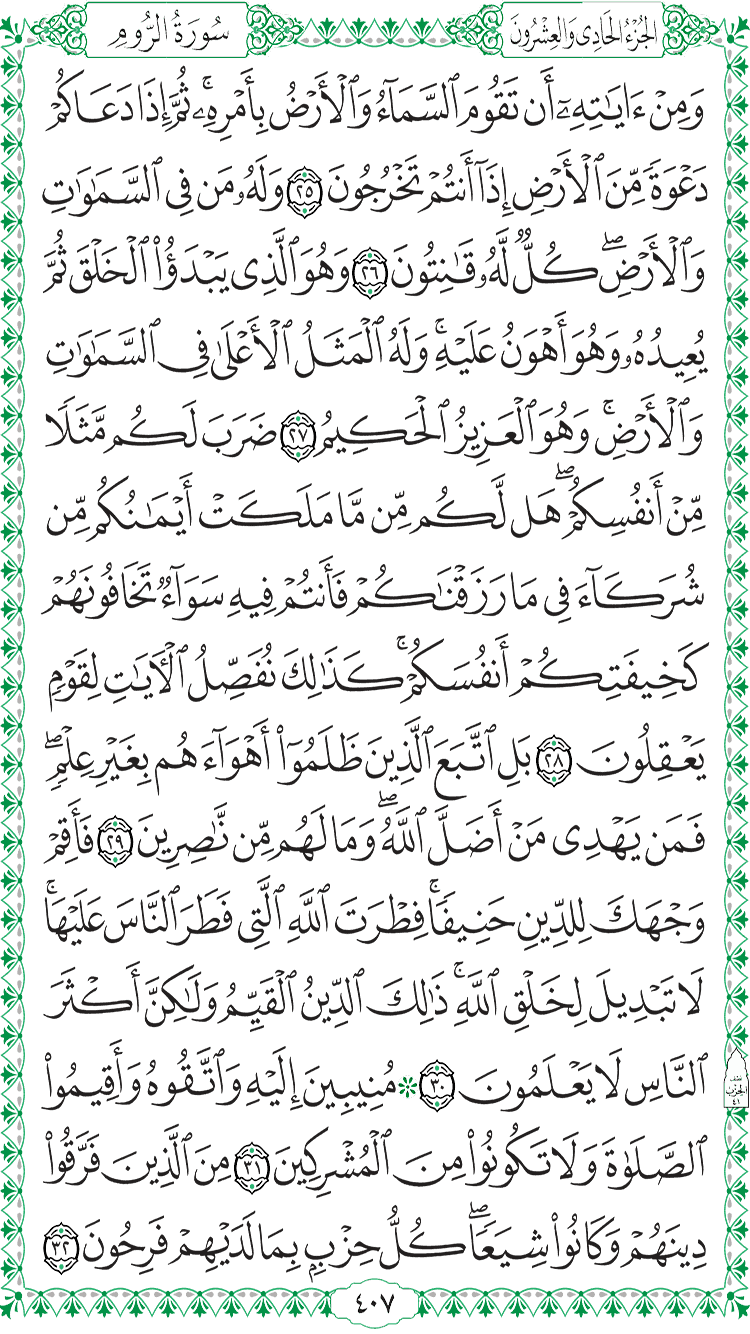 الجُزْءُ الحَادِي وَالعِشْرُونَ
سُورَةُ الرُّومِ
وَمِنْ ءَايَٰتِهِۦٓ أَن تَقُومَ ٱلسَّمَآءُ وَٱلْأَرْضُ بِأَمْرِهِۦۚ ثُمَّ إِذَا دَعَاكُمْ
دَعْوَةً مِّنَ ٱلْأَرْضِ إِذَآ أَنتُمْ تَخْرُجُونَ ٢٥ وَلَهُۥ مَن فِى ٱلسَّمَٰوَٰتِ
وَٱلْأَرْضِۖ كُلٌّ لَّهُۥ قَٰنِتُونَ ٢٦ وَهُوَ ٱلَّذِى يَبْدَؤُا۟ ٱلْخَلْقَ ثُمَّ
يُعِيدُهُۥ وَهُوَ أَهْوَنُ عَلَيْهِۚ وَلَهُ ٱلْمَثَلُ ٱلْأَعْلَىٰ فِى ٱلسَّمَٰوَٰتِ
وَٱلْأَرْضِۚ وَهُوَ ٱلْعَزِيزُ ٱلْحَكِيمُ ٢٧ ضَرَبَ لَكُم مَّثَلًا
مِّنْ أَنفُسِكُمْۖ هَل لَّكُم مِّن مَّا مَلَكَتْ أَيْمَٰنُكُم مِّن
شُرَكَآءَ فِى مَا رَزَقْنَٰكُمْ فَأَنتُمْ فِيهِ سَوَآءٌ تَخَافُونَهُمْ
كَخِيفَتِكُمْ أَنفُسَكُمْۚ كَذَٰلِكَ نُفَصِّلُ ٱلْءَايَٰتِ لِقَوْمٍ
يَعْقِلُونَ ٢٨ بَلِ ٱتَّبَعَ ٱلَّذِينَ ظَلَمُوٓا۟ أَهْوَآءَهُم بِغَيْرِ عِلْمٍۖ
فَمَن يَهْدِى مَنْ أَضَلَّ ٱللَّهُۖ وَمَا لَهُم مِّن نَّٰصِرِينَ ٢٩ فَأَقِمْ
وَجْهَكَ لِلدِّينِ حَنِيفًاۚ فِطْرَتَ ٱللَّهِ ٱلَّتِى فَطَرَ ٱلنَّاسَ عَلَيْهَاۚ
لَا تَبْدِيلَ لِخَلْقِ ٱللَّهِۚ ذَٰلِكَ ٱلدِّينُ ٱلْقَيِّمُ وَلَٰكِنَّ أَكْثَرَ
ٱلنَّاسِ لَا يَعْلَمُونَ ٣٠ ۞ مُنِيبِينَ إِلَيْهِ وَٱتَّقُوهُ وَأَقِيمُوا۟
نصف الحزب ٤١
ٱلصَّلَوٰةَ وَلَا تَكُونُوا۟ مِنَ ٱلْمُشْرِكِينَ ٣١ مِنَ ٱلَّذِينَ فَرَّقُوا۟
دِينَهُمْ وَكَانُوا۟ شِيَعًاۖ كُلُّ حِزْبٍۭ بِمَا لَدَيْهِمْ فَرِحُونَ ٣٢
٤٠٧